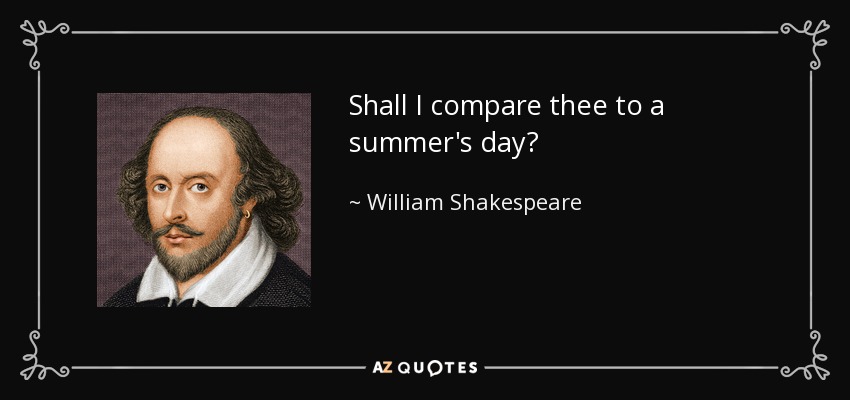 Shall I compare thee to a
summer's day?
~ William Shakespeare
AZ QUOTES